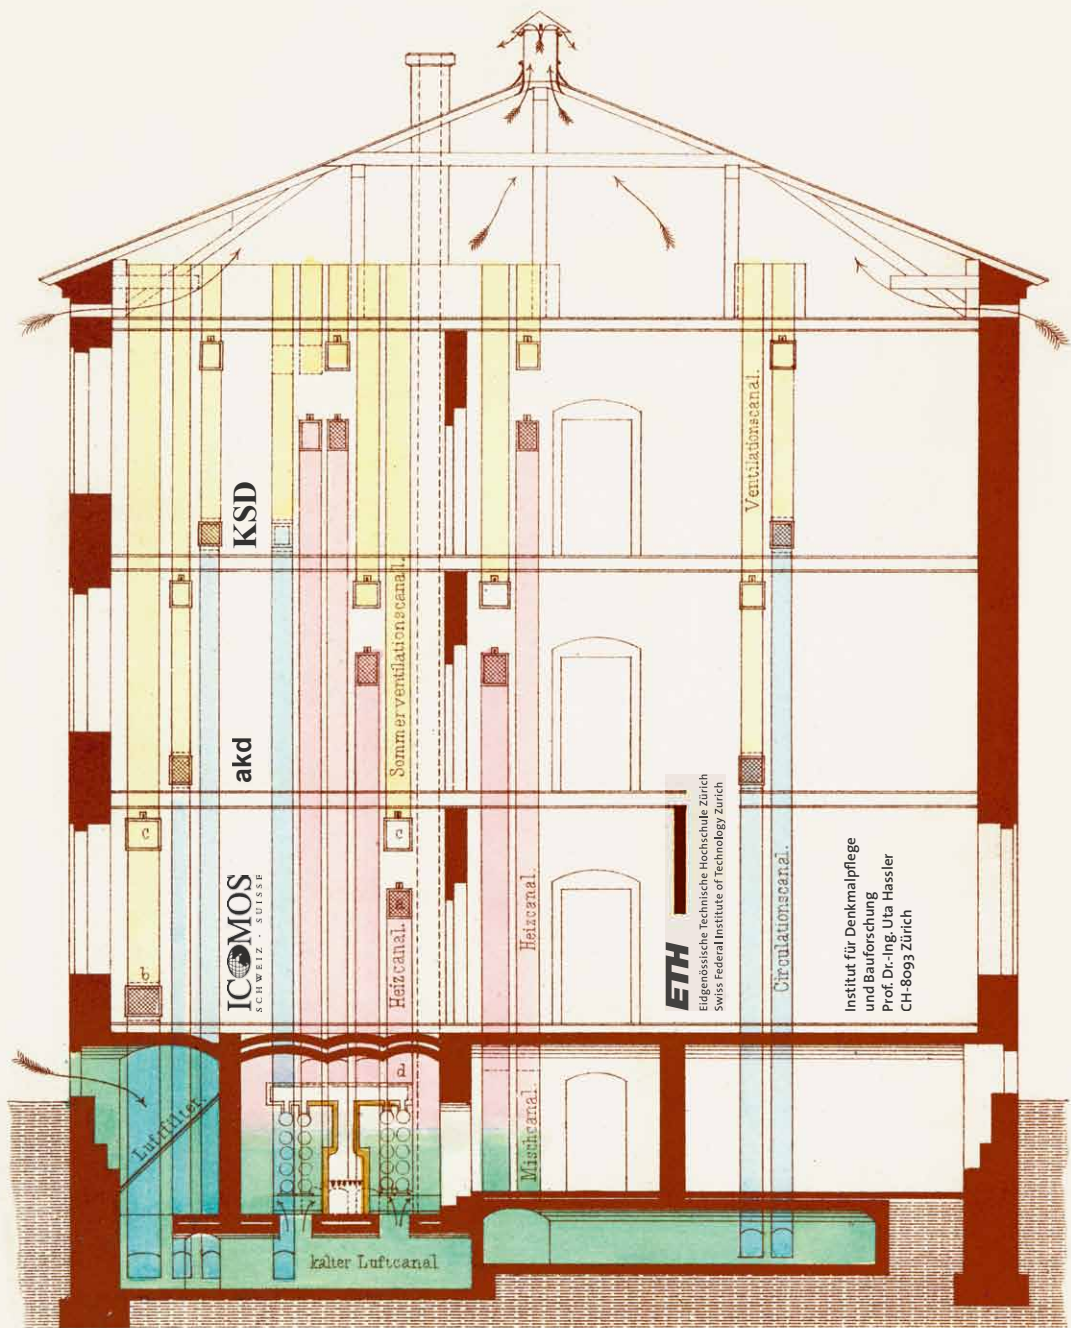 KSD
akd
ICOMOS
SCHWEIZ · SUISSE
ETH
Eidgenössische Technische Hochschule Zürich
Swiss Federal Institute of Technology Zurich
Institut für Denkmalpflege
und Bauforschung
Prof. Dr.-Ing. Uta Hassler
CH-8093 Zürich
Ventilationscanal.
Sommerventilationscanal.
c
c
a
b
Heizcanal.
Heizcanal.
Circulationscanal.
d
Luftfilter.
Mischcanal.
kalter Luftcanal